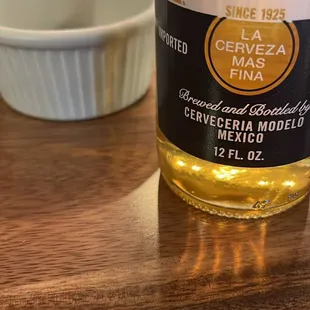 SINCE 1925
IMPORTED
LA
CERVEZA
MAS
FINA
Brewed and Bottled by
CERVECERIA MODELO
MEXICO
12 FL. OZ.